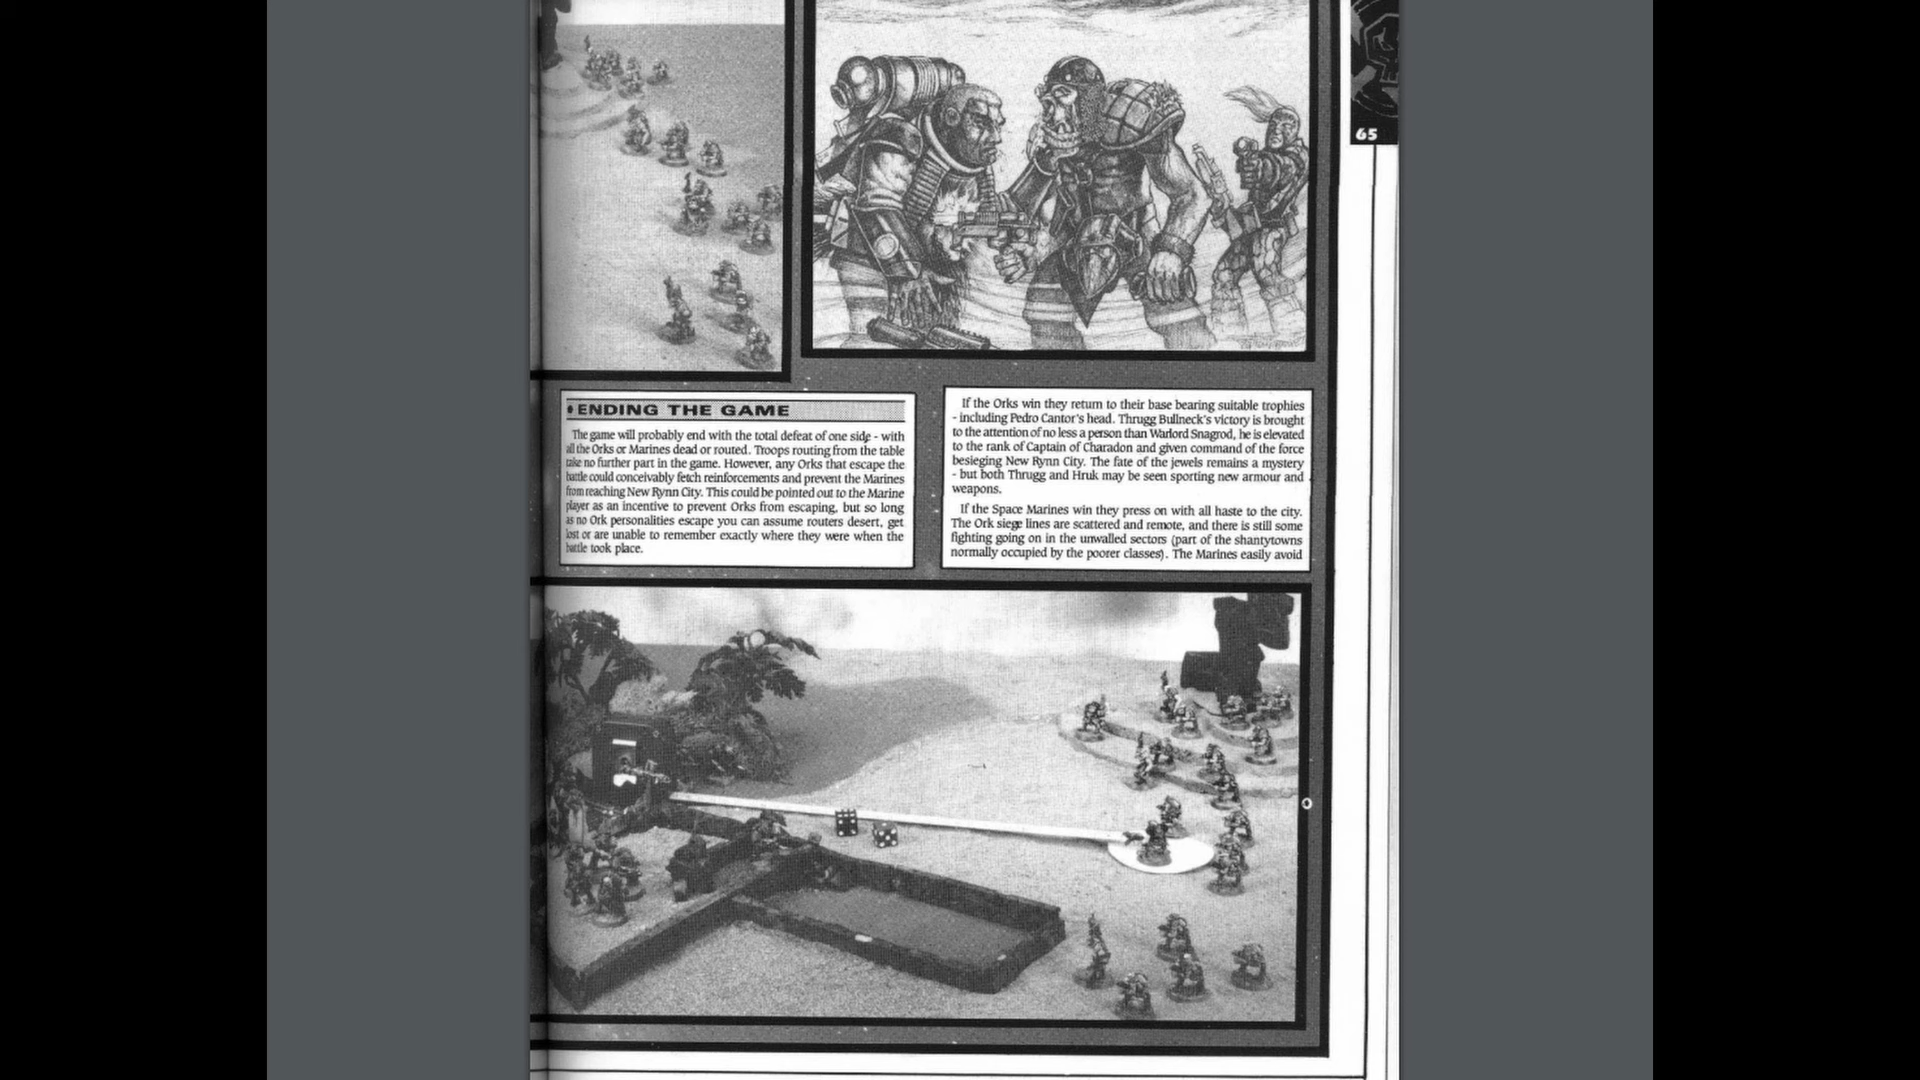 65
ENDING THE GAME
The game will probably end with the total defeat of one side - with
all the Orks or Marines dead or routed. Troops routing from the table
take no further part in the game. However, any Orks that escape the
battle could conceivably fetch reinforcements and prevent the Marines
from reaching New Rynn City. This could be pointed out to the Marine
player as an incentive to prevent Orks from escaping, but so long
as no Ork personalities escape you can assume routers desert, get
lost or are unable to remember exactly where they were when the
battle took place.
If the Orks win they return to their base bearing suitable trophies
- including Pedro Cantor's head. Thrugg Bullneck's victory is brought
to the attention of no less a person than Warlord Snagrod, he is elevated
to the rank of Captain of Charadon and given command of the force
besieging New Rynn City. The fate of the jewels remains a mystery
- but both Thrugg and Hruk may be seen sporting new armour and
weapons.
If the Space Marines win they press on with all haste to the city.
The Ork siege lines are scattered and remote, and there is still some
fighting going on in the unwalled sectors (part of the shantytowns
normally occupied by the poorer classes). The Marines easily avoid